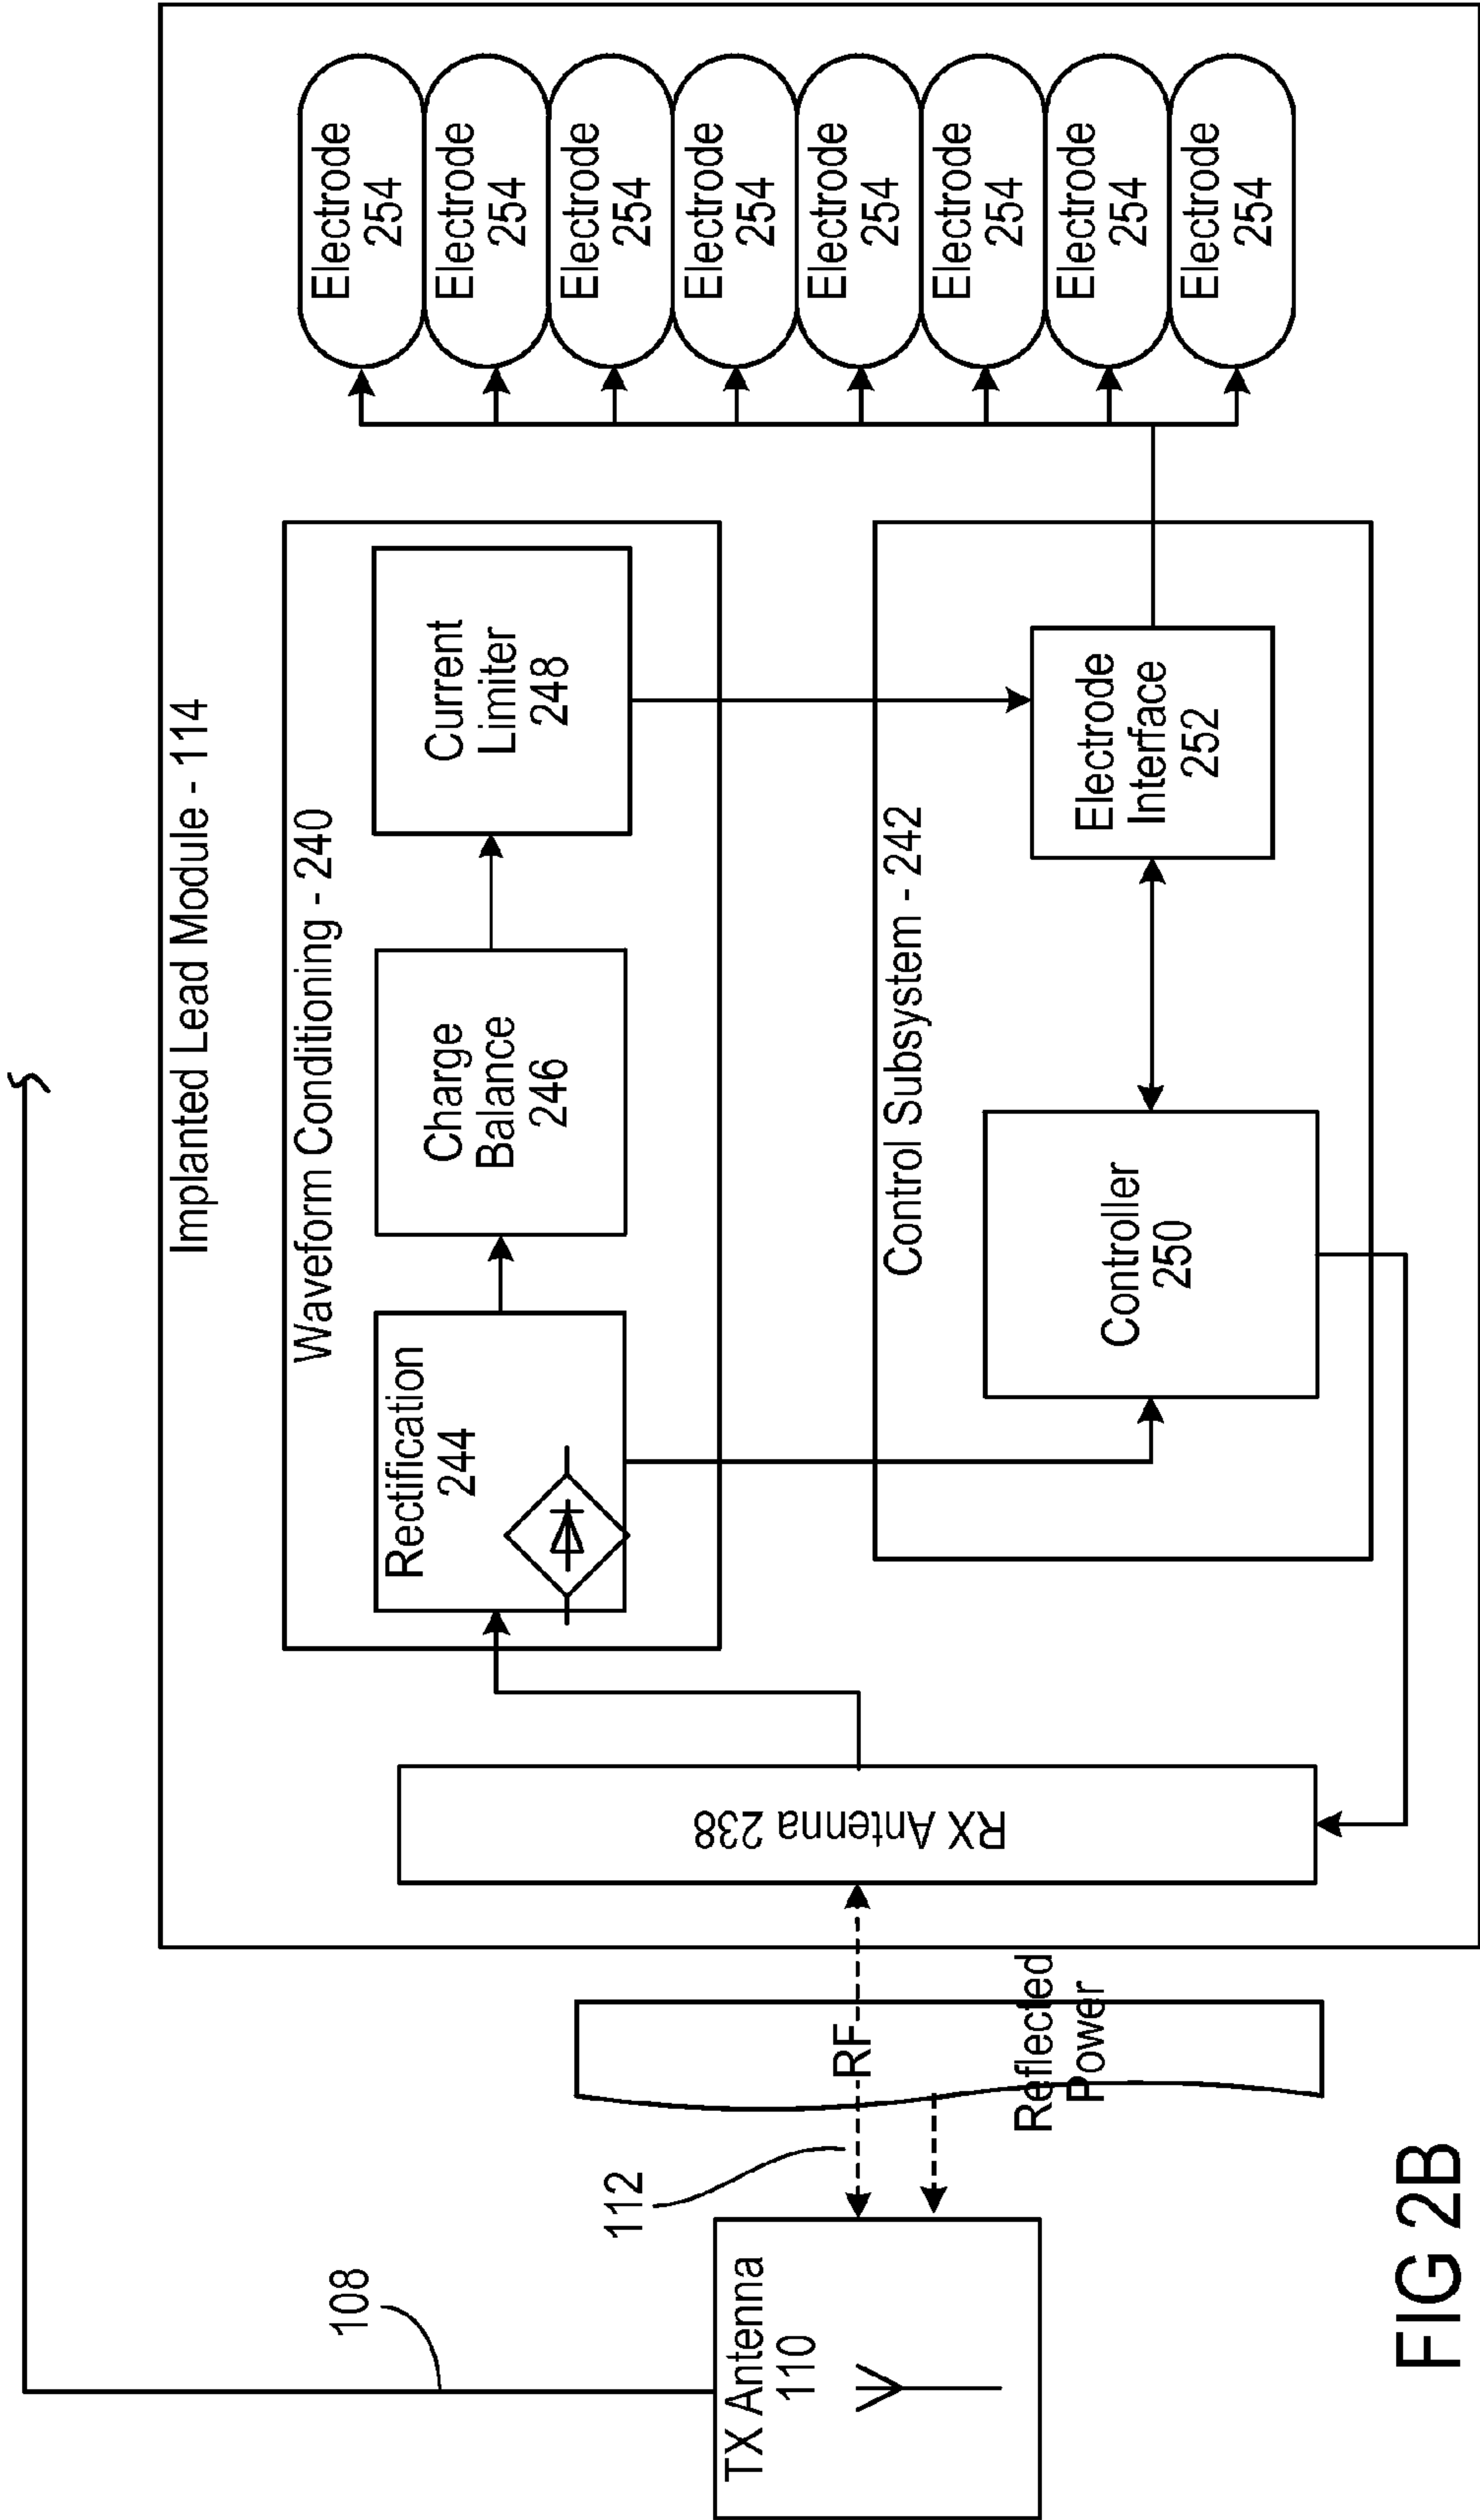 Implanted Lead Module - 114
Waveform Conditioning - 240
Rectification
244
Charge
Balance
246
Current
Limiter
248
Electrode
254
Electrode
254
Electrode
254
Electrode
254
Electrode
254
Electrode
254
Electrode
254
Electrode
254
Control Subsystem - 242
Controller
250
Electrode
Interface
252
RX Antenna 238
108
112
TX Antenna
110
RF
Reflected
Power
FIG 2B